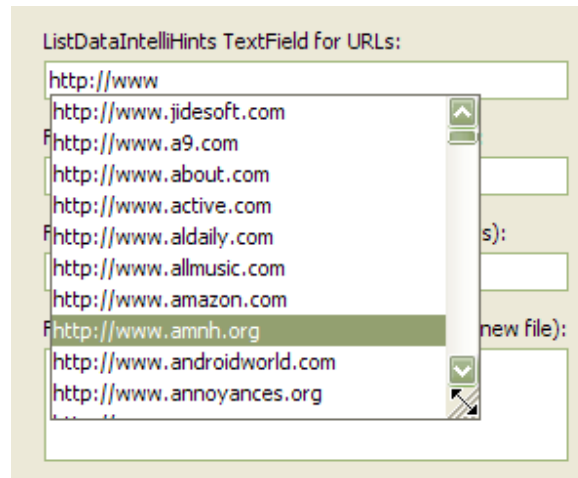 ListDataIntelliHints TextField for URLs:
http://www
http://www.jidesoft.com
http://www.a9.com
http://www.about.com
http://www.active.com
http://www.aldaily.com
s):
http://www.allmusic.com
http://www.amazon.com
http://www.amnh.org
new file):
http://www.androidworld.com
http://www.annoyances.org